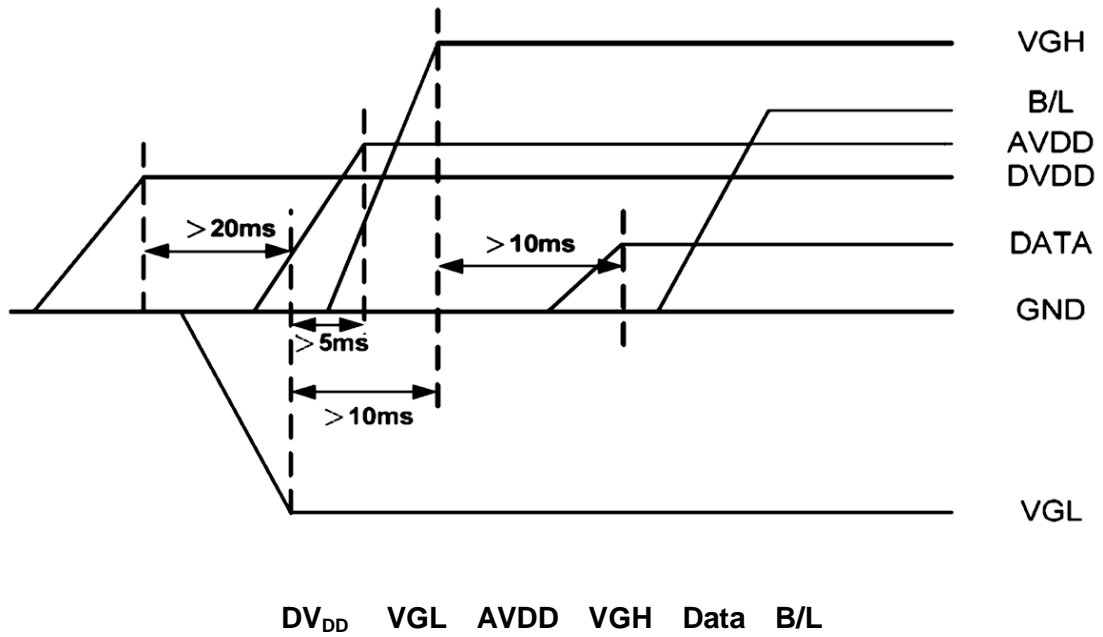 VGH
B/L
AVDD
DVDD
>20ms
>10ms
DATA
GND
>5ms
>10ms
VGL
DVDD VGL AVDD VGH Data B/L